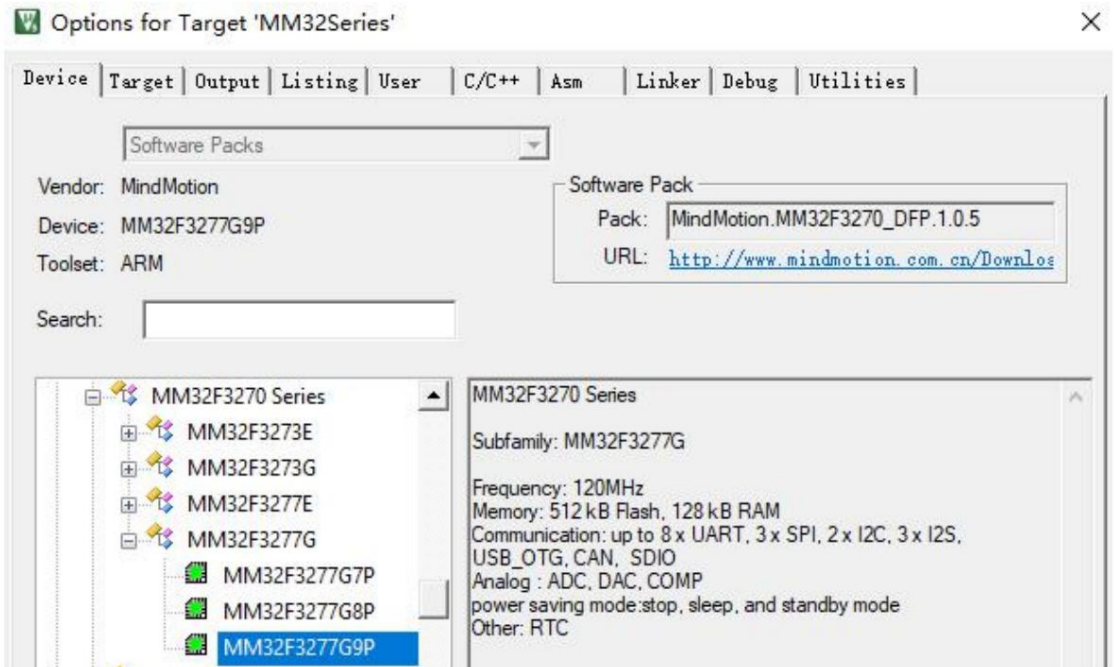 Options for Target 'MM32Series'
Device Target Output Listing User C/C++ Asm Linker Debug Utilities
Software Packs
Vendor: MindMotion
Device: MM32F3277G9P
Toolset: ARM
Software Pack
Pack: MindMotion.MM32F3270_DFP.1.0.5
URL: http://www.mindmotion.com.cn/Downloa
Search:
MM32F3270 Series
MM32F3273E
MM32F3273G
MM32F3277E
MM32F3277G
MM32F3277G7P
MM32F3277G8P
MM32F3277G9P
MM32F3270 Series
Subfamily: MM32F3277G
Frequency: 120MHz
Memory: 512 kB Flash, 128 kB RAM
Communication: up to 8 x UART, 3 x SPI, 2 x I2C, 3 x I2S,
USB_OTG, CAN, SDIO
Analog : ADC, DAC, COMP
power saving mode:stop, sleep, and standby mode
Other: RTC